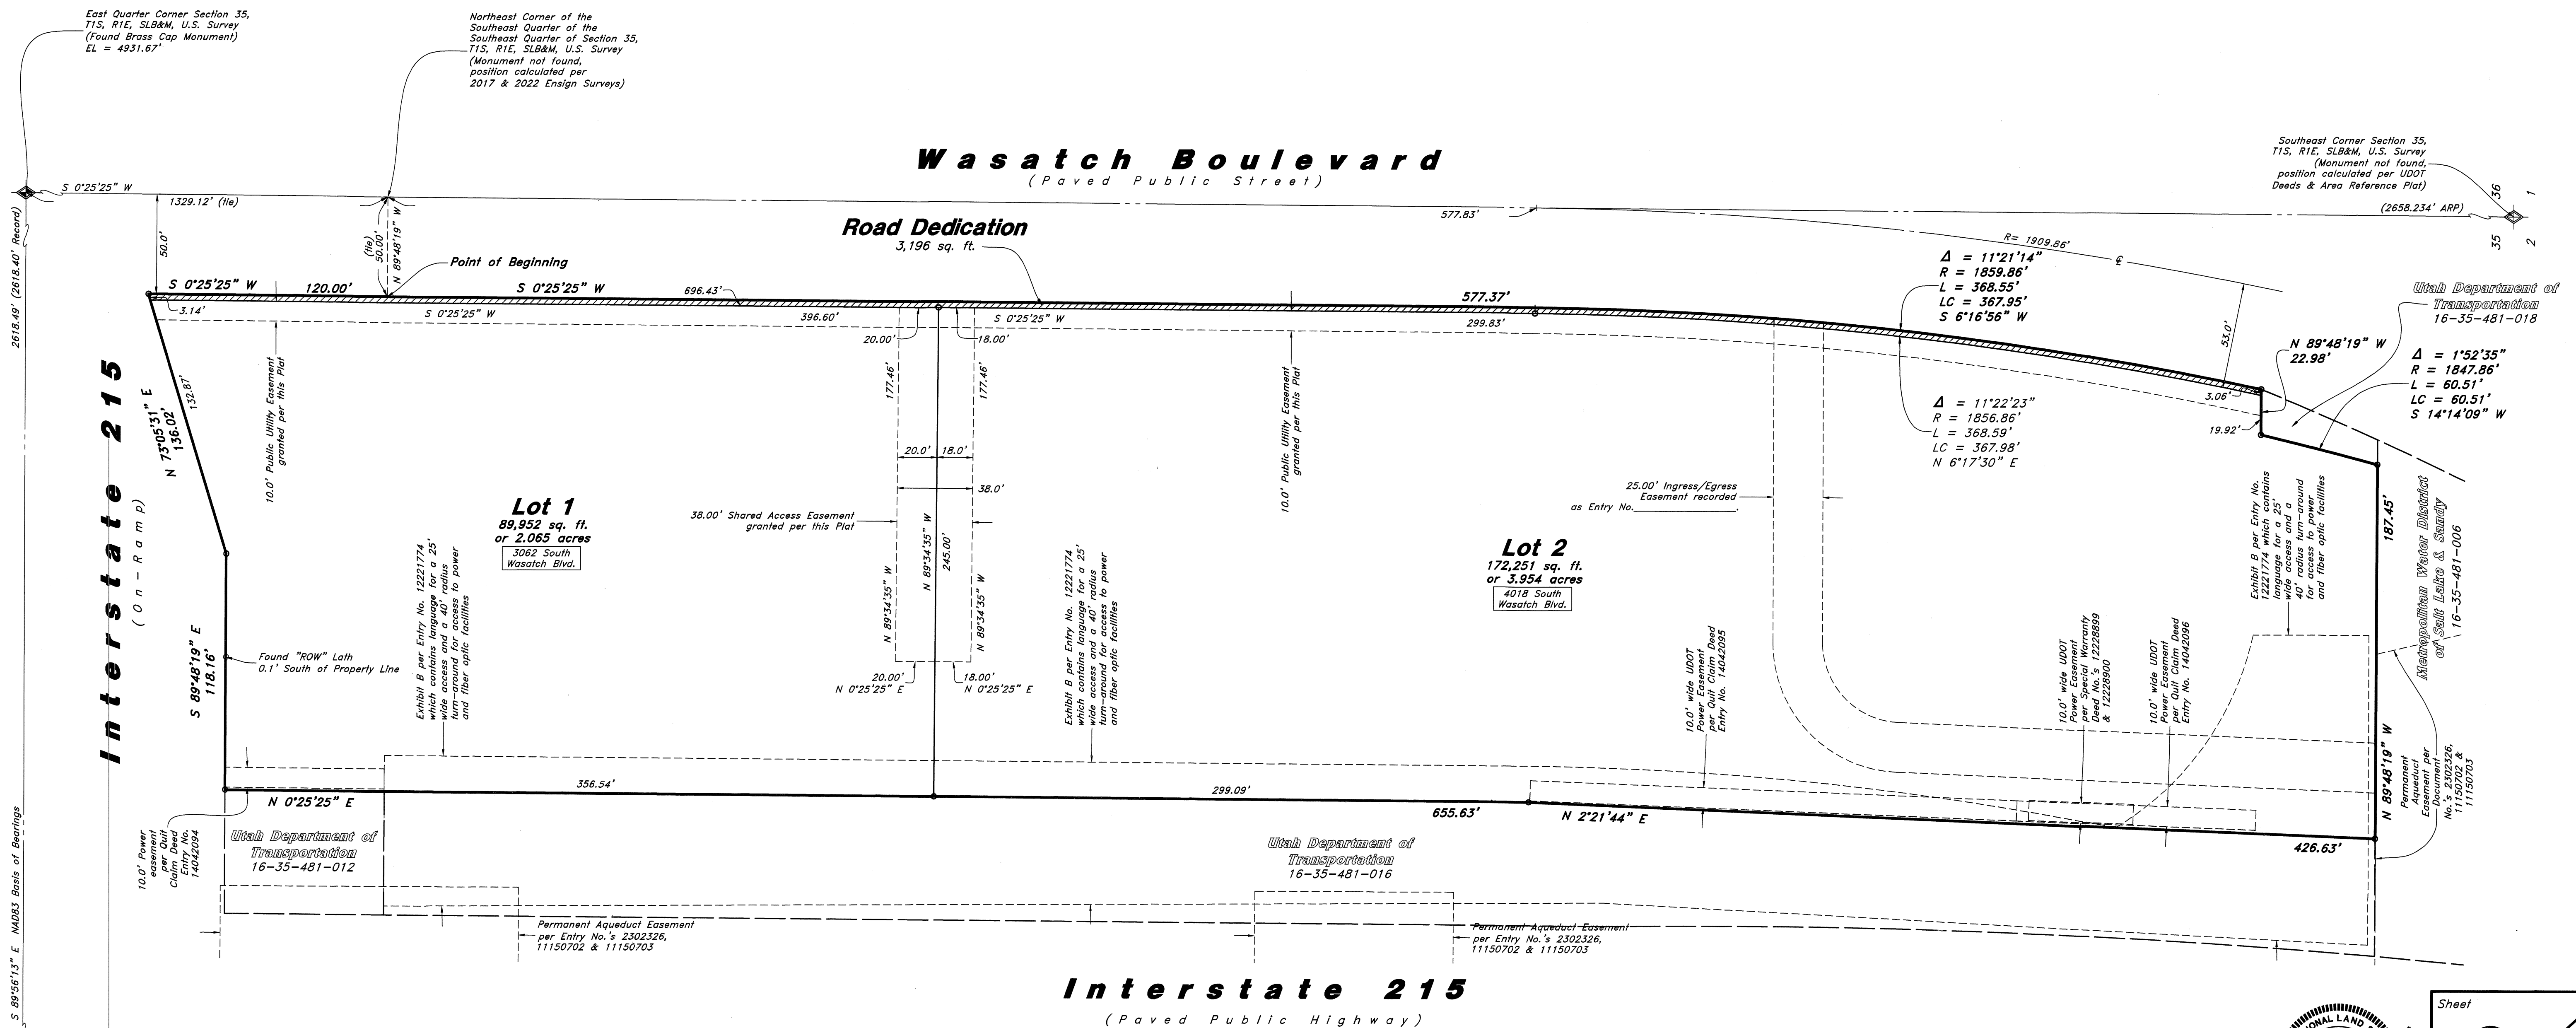 East Quarter Corner Section 35,
T1S, R1E, SLB&M, U.S. Survey
(Found Brass Cap Monument)
EL = 4931.67'
Northeast Corner of the
Southeast Quarter of the
Southeast Quarter of Section 35,
T1S, R1E, SLB&M, U.S. Survey
(Monument not found,
position calculated per
2017 & 2022 Ensign Surveys)
Wasatch Boulevard
(Paved Public Street)
Southeast Corner Section 35,
T1S, R1E, SLB&M, U.S. Survey
(Monument not found,
position calculated per UDOT
Deeds & Area Reference Plat)
36
1
35
2
(2658.234' ARP)
S 0°25'25" W
1329.12' (tie)
577.83'
R= 1909.86'
℄
2618.49' (2618.40' Record)
S 89°56'13" E NAD83 Basis of Bearings
50.0'
(tie)
50.00'
N 89°48'19" W
Point of Beginning
Road Dedication
3,196 sq. ft.
S 0°25'25" W
120.00'
S 0°25'25" W
696.43'
577.37'
3.14'
S 0°25'25" W
396.60'
S 0°25'25" W
299.83'
20.00'
18.00'
Δ = 11°21'14"
R = 1859.86'
L = 368.55'
LC = 367.95'
S 6°16'56" W
53.0'
Utah Department of
Transportation
16-35-481-018
N 89°48'19" W
22.98'
Δ = 1°52'35"
R = 1847.86'
L = 60.51'
LC = 60.51'
S 14°14'09" W
3.06'
19.92'
Δ = 11°22'23"
R = 1856.86'
L = 368.59'
LC = 367.98'
N 6°17'30" E
Interstate 215
(On-Ramp)
N 73°05'31" E
136.02'
132.87'
10.0' Public Utility Easement
granted per this Plat
177.46'
177.46'
20.0'
18.0'
38.0'
38.00' Shared Access Easement
granted per this Plat
10.0' Public Utility Easement
granted per this Plat
25.00' Ingress/Egress
Easement recorded
as Entry No.______________.
Lot 1
89,952 sq. ft.
or 2.065 acres
3062 South
Wasatch Blvd.
Lot 2
172,251 sq. ft.
or 3.954 acres
4018 South
Wasatch Blvd.
N 89°34'35" W
N 89°34'35" W
245.00'
N 89°34'35" W
20.00'
N 0°25'25" E
18.00'
N 0°25'25" E
S 89°48'19" E
118.16'
Found "ROW" Lath
0.1' South of Property Line
Exhibit B per Entry No. 12221774
which contains language for a 25'
wide access and a 40' radius
turn-around for access to power
and fiber optic facilities
Exhibit B per Entry No. 12221774
which contains language for a 25'
wide access and a 40' radius
turn-around for access to power
and fiber optic facilities
10.0' wide UDOT
Power Easement
per Quit Claim Deed
Entry No. 14042095
10.0' wide UDOT
Power Easement
per Special Warranty
Deed No.'s 12228899
& 12228900
10.0' wide UDOT
Power Easement
per Quit Claim Deed
Entry No. 14042096
Exhibit B per Entry No.
12221774 which contains
language for a 25'
wide access and a
40' radius turn-around
for access to power
and fiber optic facilities
187.45'
N 89°48'19" W
Metropolitan Water District
of Salt Lake & Sandy
16-35-481-006
Permanent
Aqueduct
Easement per
Document
No.'s 2302326,
11150702 &
11150703
N 0°25'25" E
356.54'
299.09'
655.63'
N 2°21'44" E
426.63'
10.0' Power
easement
per Quit
Claim Deed
Entry No.
14042094
Utah Department of
Transportation
16-35-481-012
Utah Department of
Transportation
16-35-481-016
Permanent Aqueduct Easement
per Entry No.'s 2302326,
11150702 & 11150703
Permanent Aqueduct Easement
per Entry No.'s 2302326,
11150702 & 11150703
Interstate 215
(Paved Public Highway)
Sheet